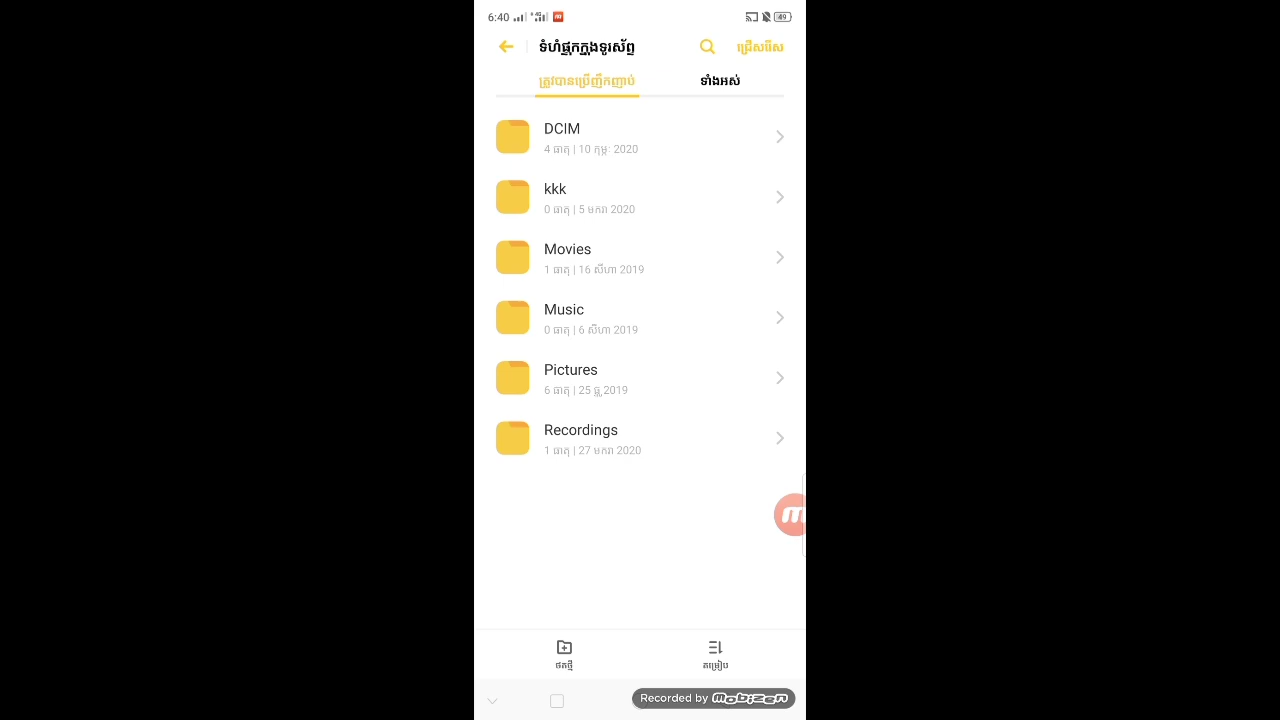 6:40
4G
49
ទំហំផ្ទុកក្នុងទូរស័ព្ទ
ជ្រើសរើស
ត្រូវបានប្រើញឹកញាប់
ទាំងអស់
DCIM
4 ធាតុ | 10 កុម្ភៈ 2020
kkk
0 ធាតុ | 5 មករា 2020
Movies
1 ធាតុ | 16 សីហា 2019
Music
0 ធាតុ | 6 សីហា 2019
Pictures
6 ធាតុ | 25 ធ្នូ 2019
Recordings
1 ធាតុ | 27 មករា 2020
ថតថ្មី
តម្រៀប
Recorded by mobizen